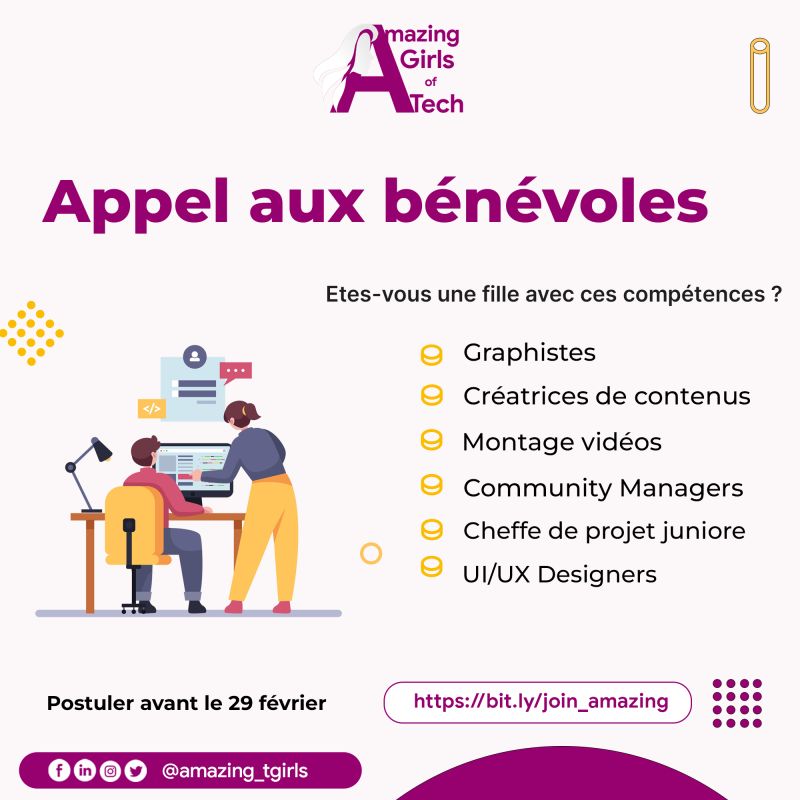 Amazing
Girls
of
Tech
Appel aux bénévoles
Etes-vous une fille avec ces compétences ?
</>
Graphistes
Créatrices de contenus
Montage vidéos
Community Managers
Cheffe de projet juniore
UI/UX Designers
Postuler avant le 29 février
https://bit.ly/join_amazing
@amazing_tgirls